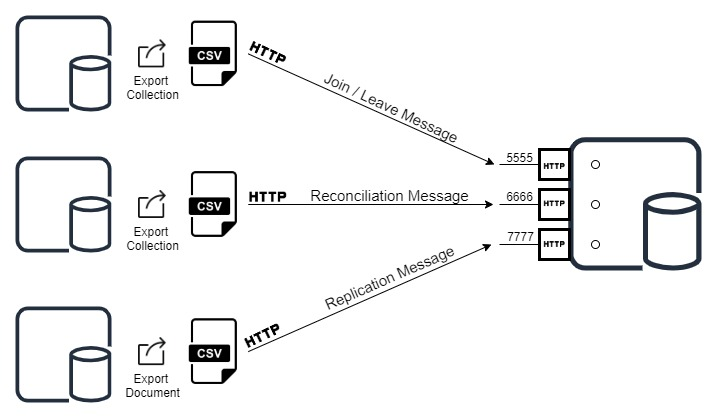 CSV
HTTP
Export
Collection
Join / Leave Message
5555
HTTP
CSV
HTTP
Reconciliation Message
6666
HTTP
Export
Collection
7777
HTTP
Replication Message
CSV
HTTP
Export
Document